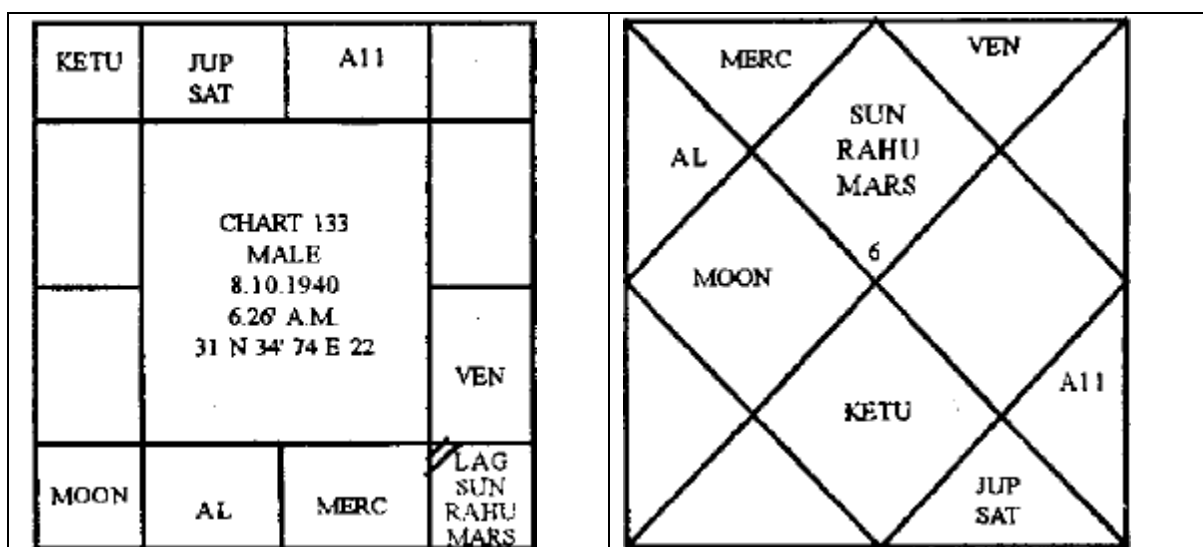 KETU
JUP
SAT
A11
CHART 133
MALE
8.10.1940
6.26' A.M.
31 N 34' 74 E 22
VEN
MOON
AL
MERC
LAG
SUN
RAHU
MARS
MERC
VEN
SUN
RAHU
MARS
AL
6
MOON
A11
KETU
JUP
SAT